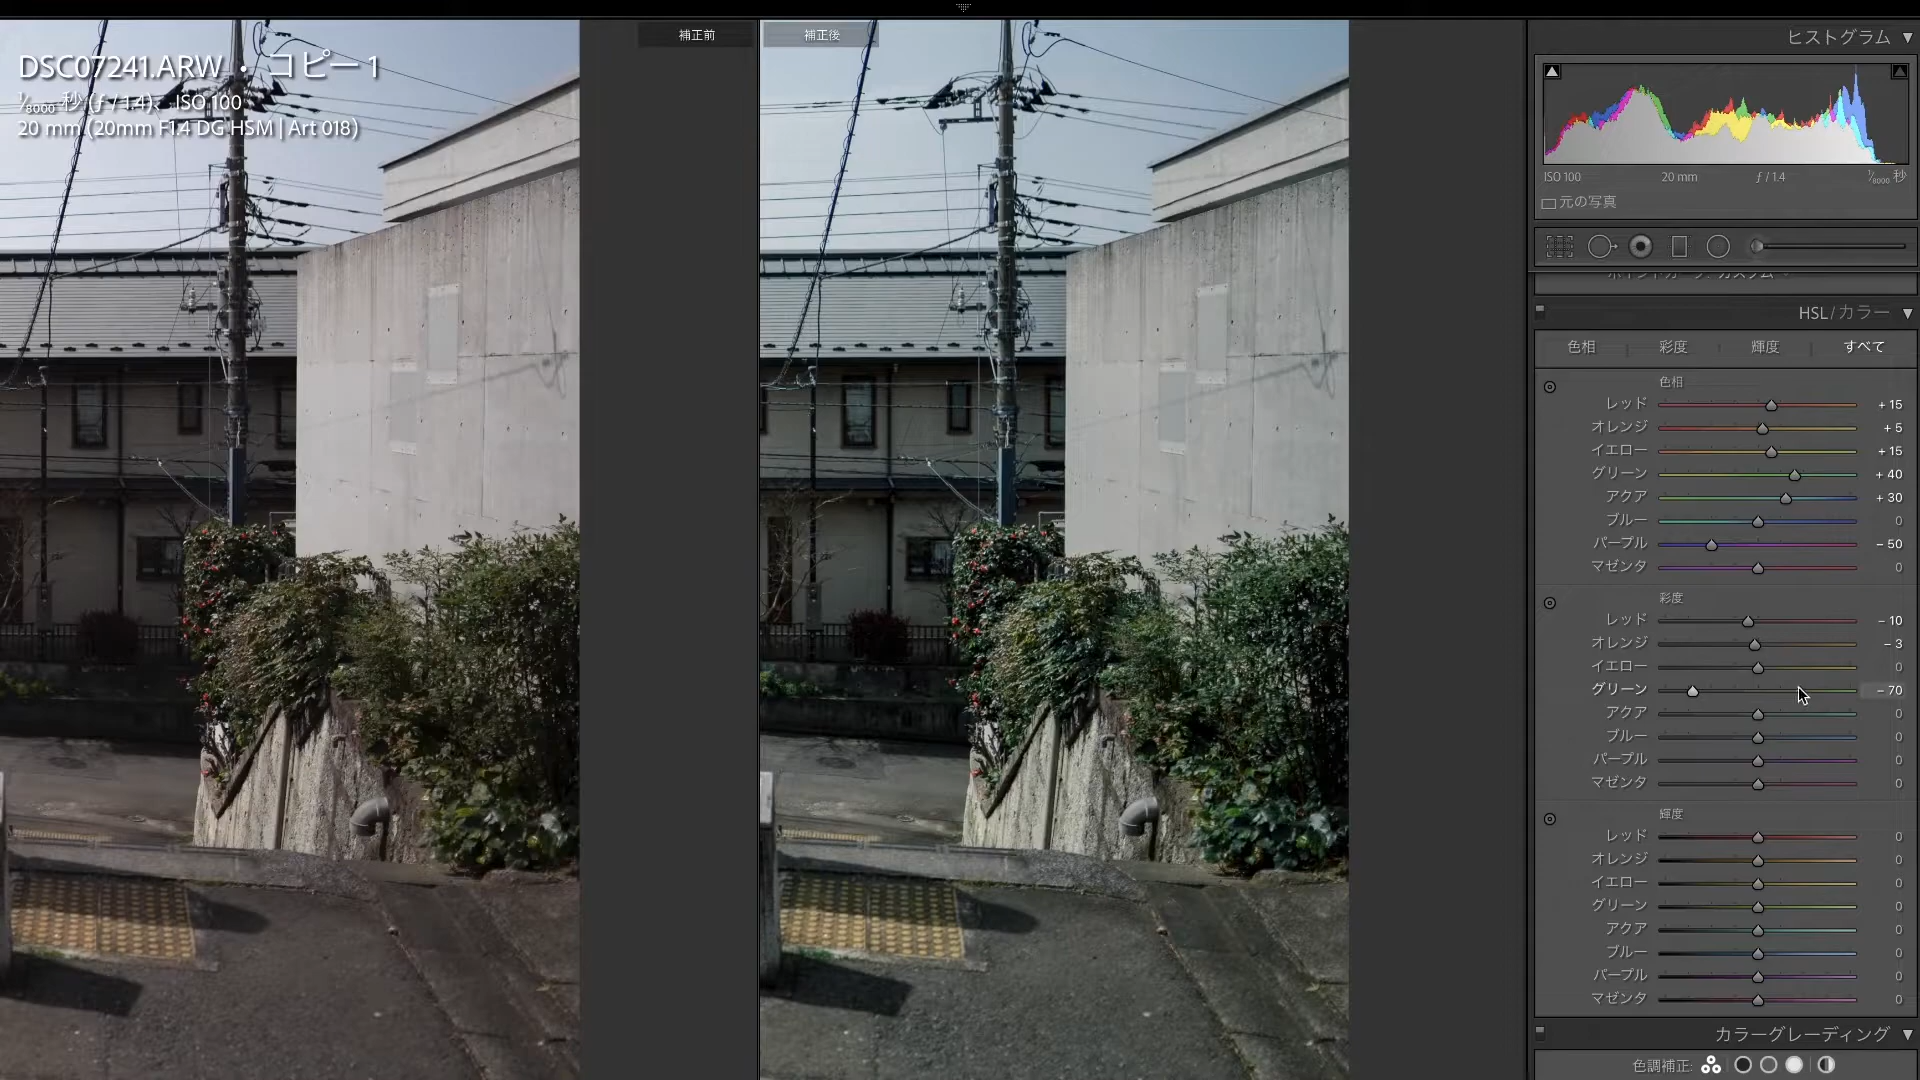 補正前
補正後
DSC07241.ARW ・ コピー 1
1/8000 秒 (ƒ / 1.4)、 ISO 100
20 mm (20mm F1.4 DG HSM | Art 018)
ヒストグラム
ISO 100 20 mm ƒ / 1.4 1/8000 秒
元の写真
HSL / カラー
色相 彩度 輝度 すべて
色相
レッド + 15
オレンジ + 5
イエロー + 15
グリーン + 40
アクア + 30
ブルー 0
パープル − 50
マゼンタ 0
彩度
レッド − 10
オレンジ − 3
イエロー 0
グリーン − 70
アクア 0
ブルー 0
パープル 0
マゼンタ 0
輝度
レッド 0
オレンジ 0
イエロー 0
グリーン 0
アクア 0
ブルー 0
パープル 0
マゼンタ 0
カラーグレーディング
色調補正: